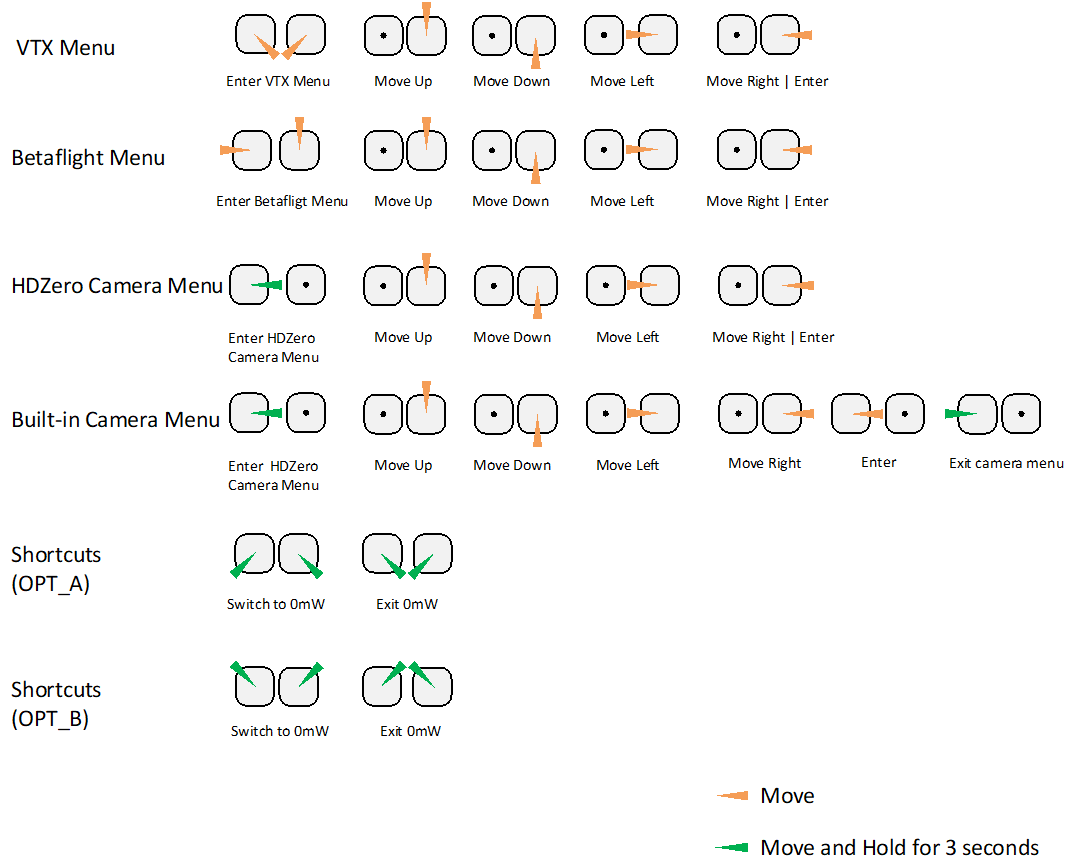 VTX Menu
Enter VTX Menu
Move Up
Move Down
Move Left
Move Right | Enter
Betaflight Menu
Enter Betafligt Menu
Move Up
Move Down
Move Left
Move Right | Enter
HDZero Camera Menu
Enter HDZero
Camera Menu
Move Up
Move Down
Move Left
Move Right | Enter
Built-in Camera Menu
Enter HDZero
Camera Menu
Move Up
Move Down
Move Left
Move Right
Enter
Exit camera menu
Shortcuts
(OPT_A)
Switch to 0mW
Exit 0mW
Shortcuts
(OPT_B)
Switch to 0mW
Exit 0mW
Move
Move and Hold for 3 seconds